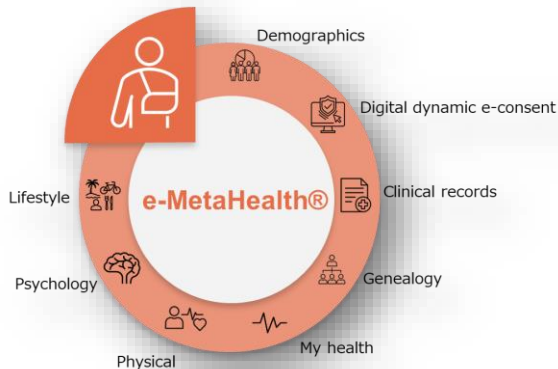 Demographics
Digital dynamic e-consent
Clinical records
Lifestyle
e-MetaHealth®
Psychology
Genealogy
My health
Physical